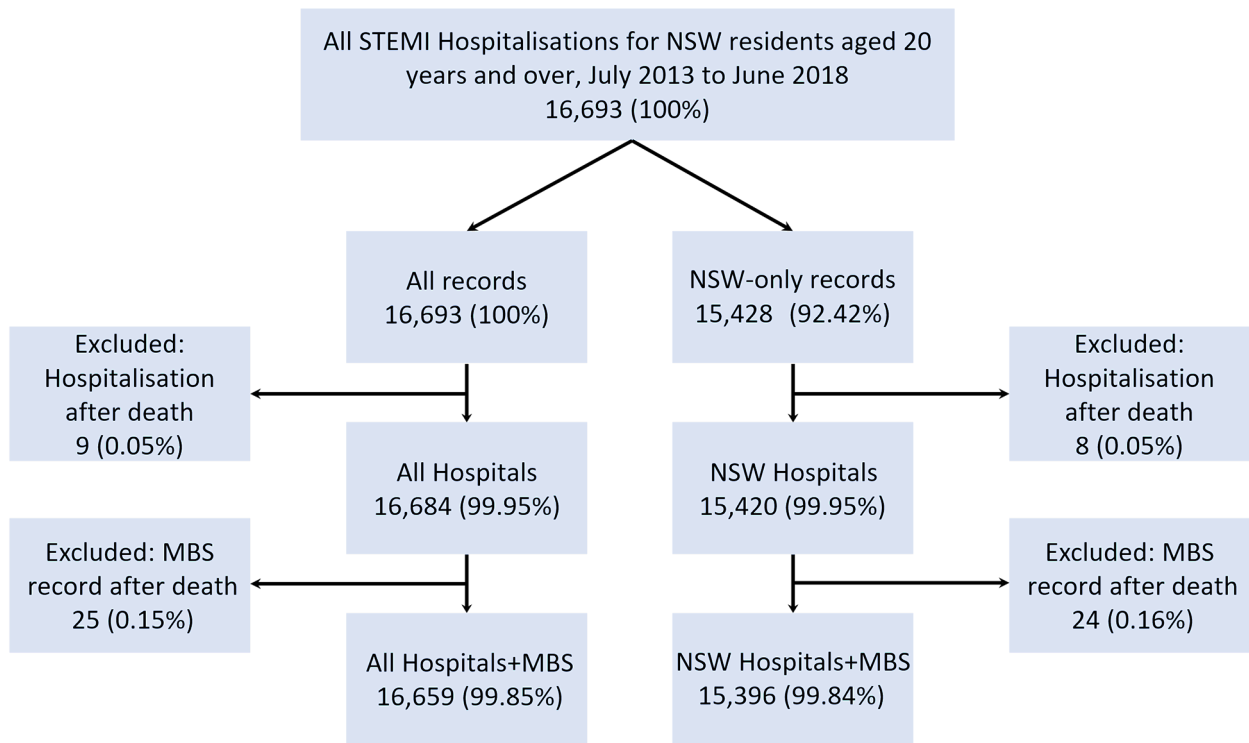 All STEMI Hospitalisations for NSW residents aged 20
years and over, July 2013 to June 2018
16,693 (100%)
All records
16,693 (100%)
NSW-only records
15,428 (92.42%)
Excluded:
Hospitalisation
after death
9 (0.05%)
Excluded:
Hospitalisation
after death
8 (0.05%)
All Hospitals
16,684 (99.95%)
NSW Hospitals
15,420 (99.95%)
Excluded: MBS
record after death
25 (0.15%)
Excluded: MBS
record after death
24 (0.16%)
All Hospitals+MBS
16,659 (99.85%)
NSW Hospitals+MBS
15,396 (99.84%)